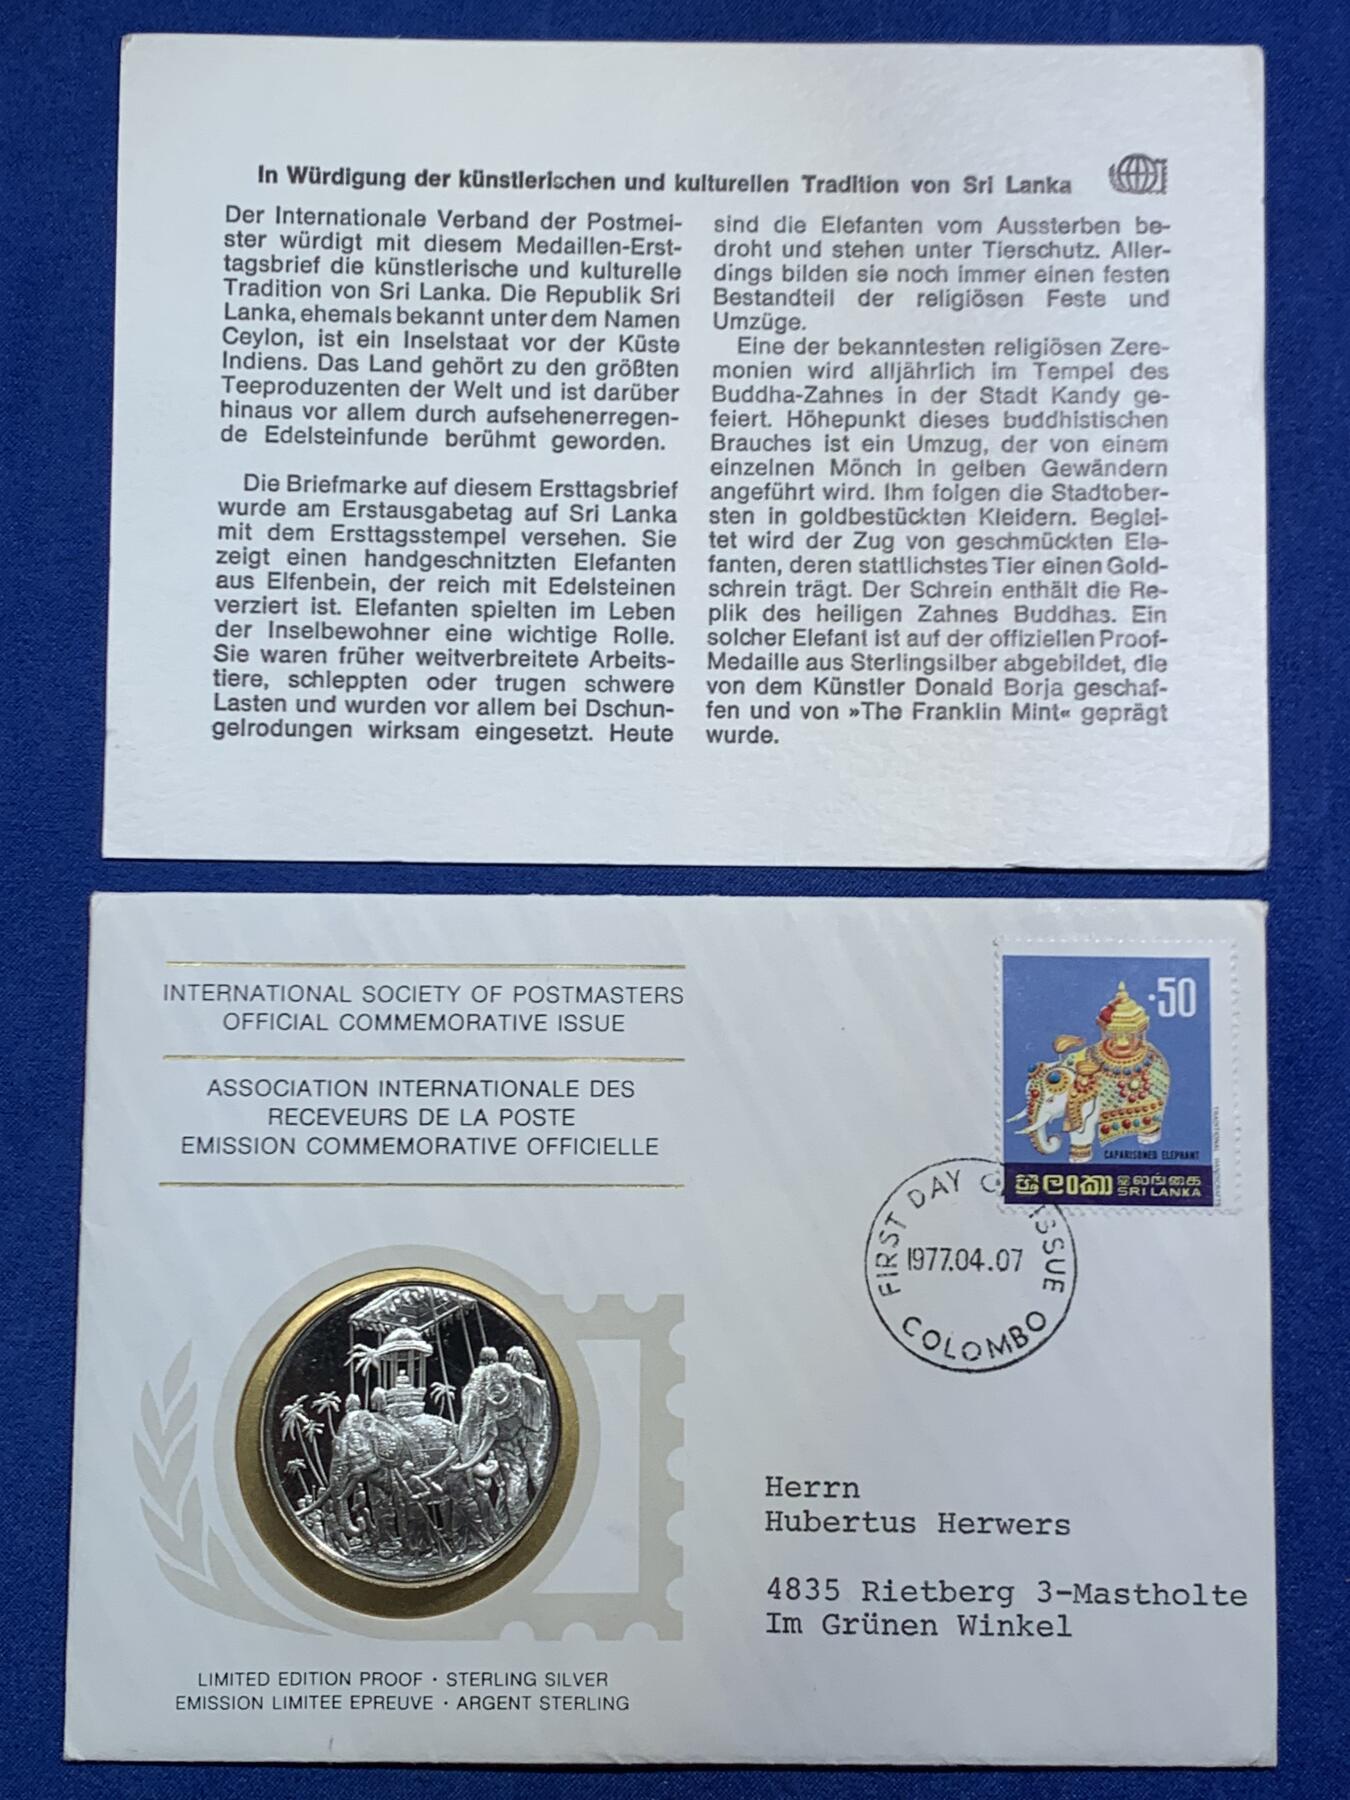 In Würdigung der künstlerischen und kulturellen Tradition von Sri Lanka
Der Internationale Verband der Postmei-
ster würdigt mit diesem Medaillen-Erst-
tagsbrief die künstlerische und kulturelle
Tradition von Sri Lanka. Die Republik Sri
Lanka, ehemals bekannt unter dem Namen
Ceylon, ist ein Inselstaat vor der Küste
Indiens. Das Land gehört zu den größten
Teeproduzenten der Welt und ist darüber
hinaus vor allem durch aufsehenerregen-
de Edelsteinfunde berühmt geworden.
Die Briefmarke auf diesem Ersttagsbrief
wurde am Erstausgabetag auf Sri Lanka
mit dem Ersttagsstempel versehen. Sie
zeigt einen handgeschnitzten Elefanten
aus Elfenbein, der reich mit Edelsteinen
verziert ist. Elefanten spielten im Leben
der Inselbewohner eine wichtige Rolle.
Sie waren früher weitverbreitete Arbeits-
tiere, schleppten oder trugen schwere
Lasten und wurden vor allem bei Dschun-
gelrodungen wirksam eingesetzt. Heute
sind die Elefanten vom Aussterben be-
droht und stehen unter Tierschutz. Aller-
dings bilden sie noch immer einen festen
Bestandteil der religiösen Feste und
Umzüge.
Eine der bekanntesten religiösen Zere-
monien wird alljährlich im Tempel des
Buddha-Zahnes in der Stadt Kandy ge-
feiert. Höhepunkt dieses buddhistischen
Brauches ist ein Umzug, der von einem
einzelnen Mönch in gelben Gewändern
angeführt wird. Ihm folgen die Stadtober-
sten in goldbestückten Kleidern. Beglei-
tet wird der Zug von geschmückten Ele-
fanten, deren stattlichstes Tier einen Gold-
schrein trägt. Der Schrein enthält die Re-
plik des heiligen Zahnes Buddhas. Ein
solcher Elefant ist auf der offiziellen Proof-
Medaille aus Sterlingsilber abgebildet, die
von dem Künstler Donald Borja geschaf-
fen und von »The Franklin Mint« geprägt
wurde.
INTERNATIONAL SOCIETY OF POSTMASTERS
OFFICIAL COMMEMORATIVE ISSUE
ASSOCIATION INTERNATIONALE DES
RECEVEURS DE LA POSTE
EMISSION COMMEMORATIVE OFFICIELLE
.50
CAPARISONED ELEPHANT
TRADITIONAL HANDICRAFTS
ශ්‍රී ලංකා
இலங்கை
SRI LANKA
FIRST DAY OF ISSUE
1977.04.07
COLOMBO
Herrn
Hubertus Herwers
4835 Rietberg 3-Mastholte
Im Grünen Winkel
LIMITED EDITION PROOF · STERLING SILVER
EMISSION LIMITEE EPREUVE · ARGENT STERLING